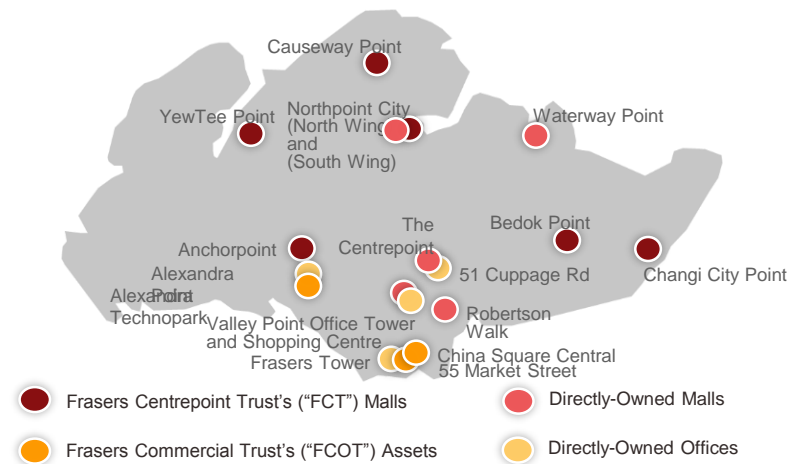 Causeway Point
YewTee Point
Northpoint City
(North Wing)
and
(South Wing)
Waterway Point
The
Centrepoint
Bedok Point
Anchorpoint
51 Cuppage Rd
Changi City Point
Alexandra
Point
Alexandra
Technopark
Valley Point Office Tower
and Shopping Centre
Robertson
Walk
Frasers Tower
China Square Central
55 Market Street
Frasers Centrepoint Trust's (“FCT”) Malls
Directly-Owned Malls
Frasers Commercial Trust's (“FCOT”) Assets
Directly-Owned Offices